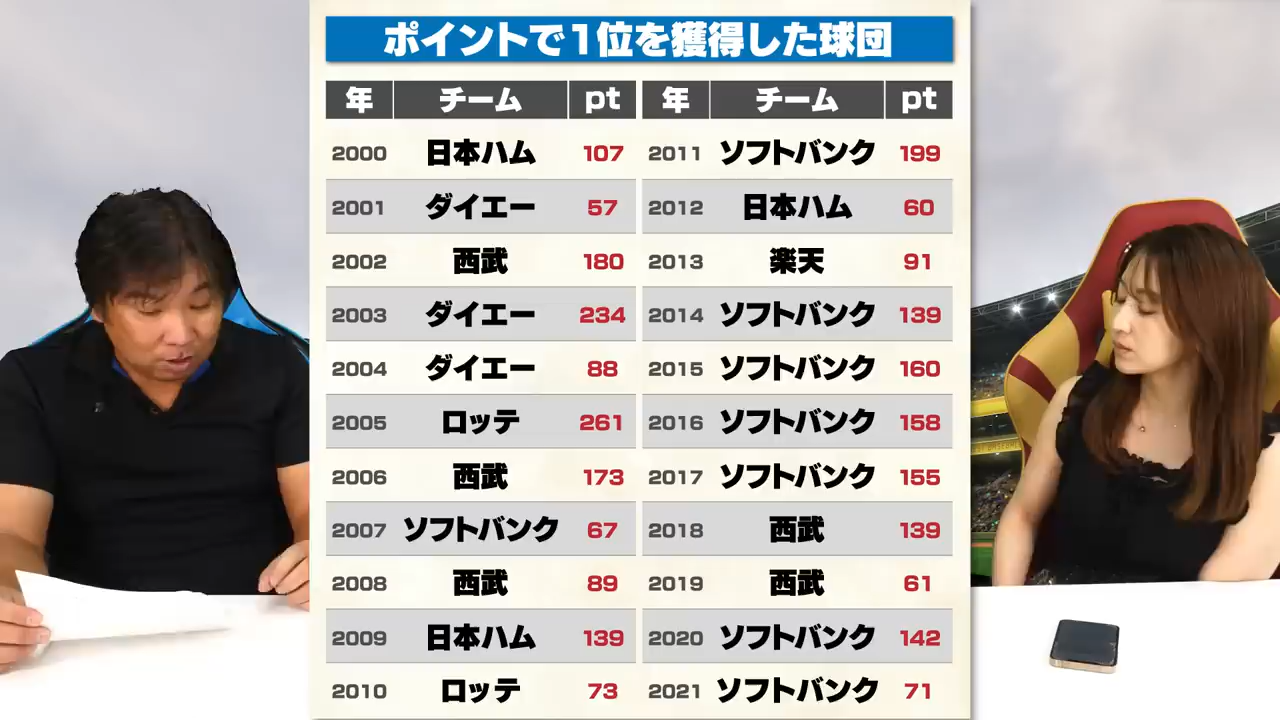 ポイントで1位を獲得した球団
年 チーム pt 年 チーム pt
2000 日本ハム 107 2011 ソフトバンク 199
2001 ダイエー 57 2012 日本ハム 60
2002 西武 180 2013 楽天 91
2003 ダイエー 234 2014 ソフトバンク 139
2004 ダイエー 88 2015 ソフトバンク 160
2005 ロッテ 261 2016 ソフトバンク 158
2006 西武 173 2017 ソフトバンク 155
2007 ソフトバンク 67 2018 西武 139
2008 西武 89 2019 西武 61
2009 日本ハム 139 2020 ソフトバンク 142
2010 ロッテ 73 2021 ソフトバンク 71